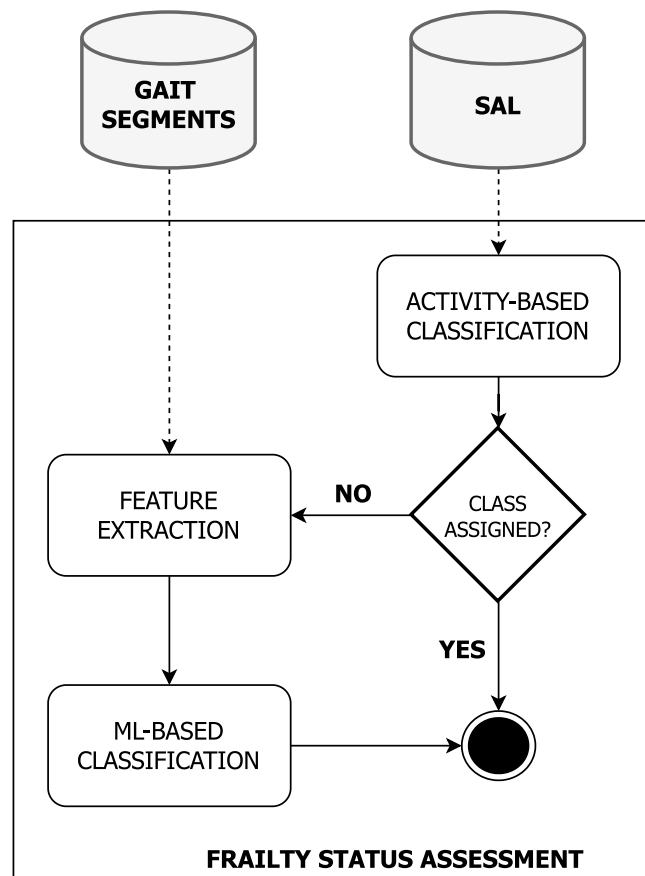 GAIT
SEGMENTS
SAL
ACTIVITY-BASED
CLASSIFICATION
CLASS
ASSIGNED?
NO
FEATURE
EXTRACTION
YES
ML-BASED
CLASSIFICATION
FRAILTY STATUS ASSESSMENT